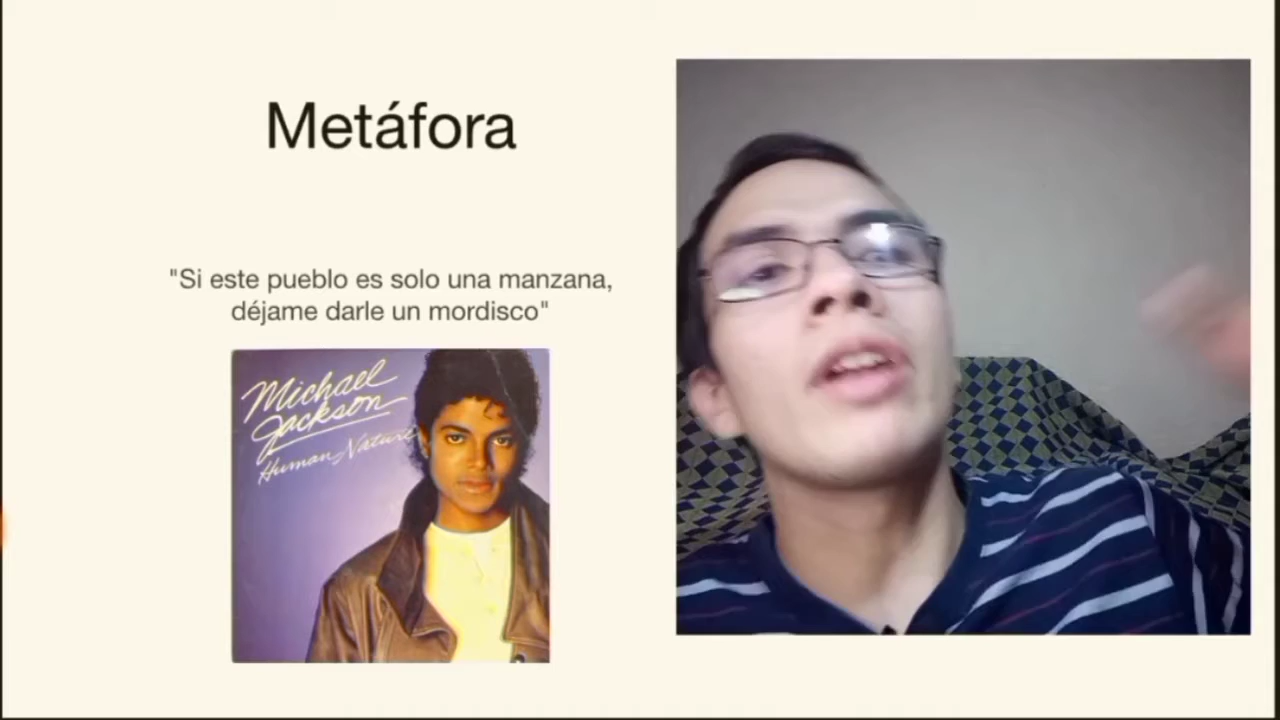 Metáfora
"Si este pueblo es solo una manzana,
déjame darle un mordisco"
Michael
Jackson
Human Nature